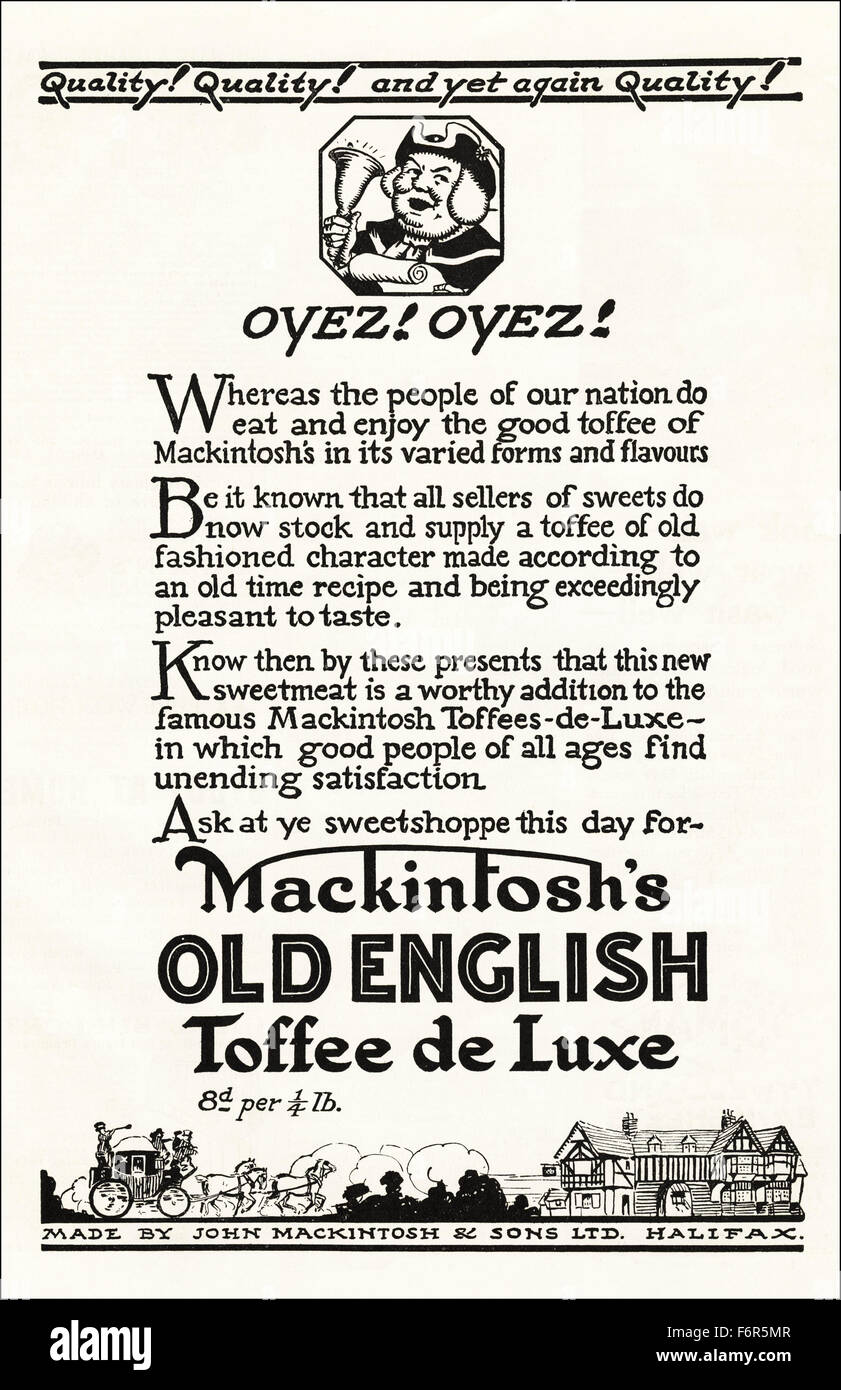 Quality! Quality! and yet again Quality!
OYEZ! OYEZ!
Whereas the people of our nation do
eat and enjoy the good toffee of
Mackintosh's in its varied forms and flavours
Be it known that all sellers of sweets do
now stock and supply a toffee of old
fashioned character made according to
an old time recipe and being exceedingly
pleasant to taste.
Know then by these presents that this new
sweetmeat is a worthy addition to the
famous Mackintosh Toffees-de-Luxe-
in which good people of all ages find
unending satisfaction
Ask at ye sweetshoppe this day for-
Mackintosh's
OLD ENGLISH
Toffee de Luxe
8d per 1/4 lb.
MADE BY JOHN MACKINTOSH & SONS LTD. HALIFAX.
alamy
Image ID: F6R5MR
www.alamy.com